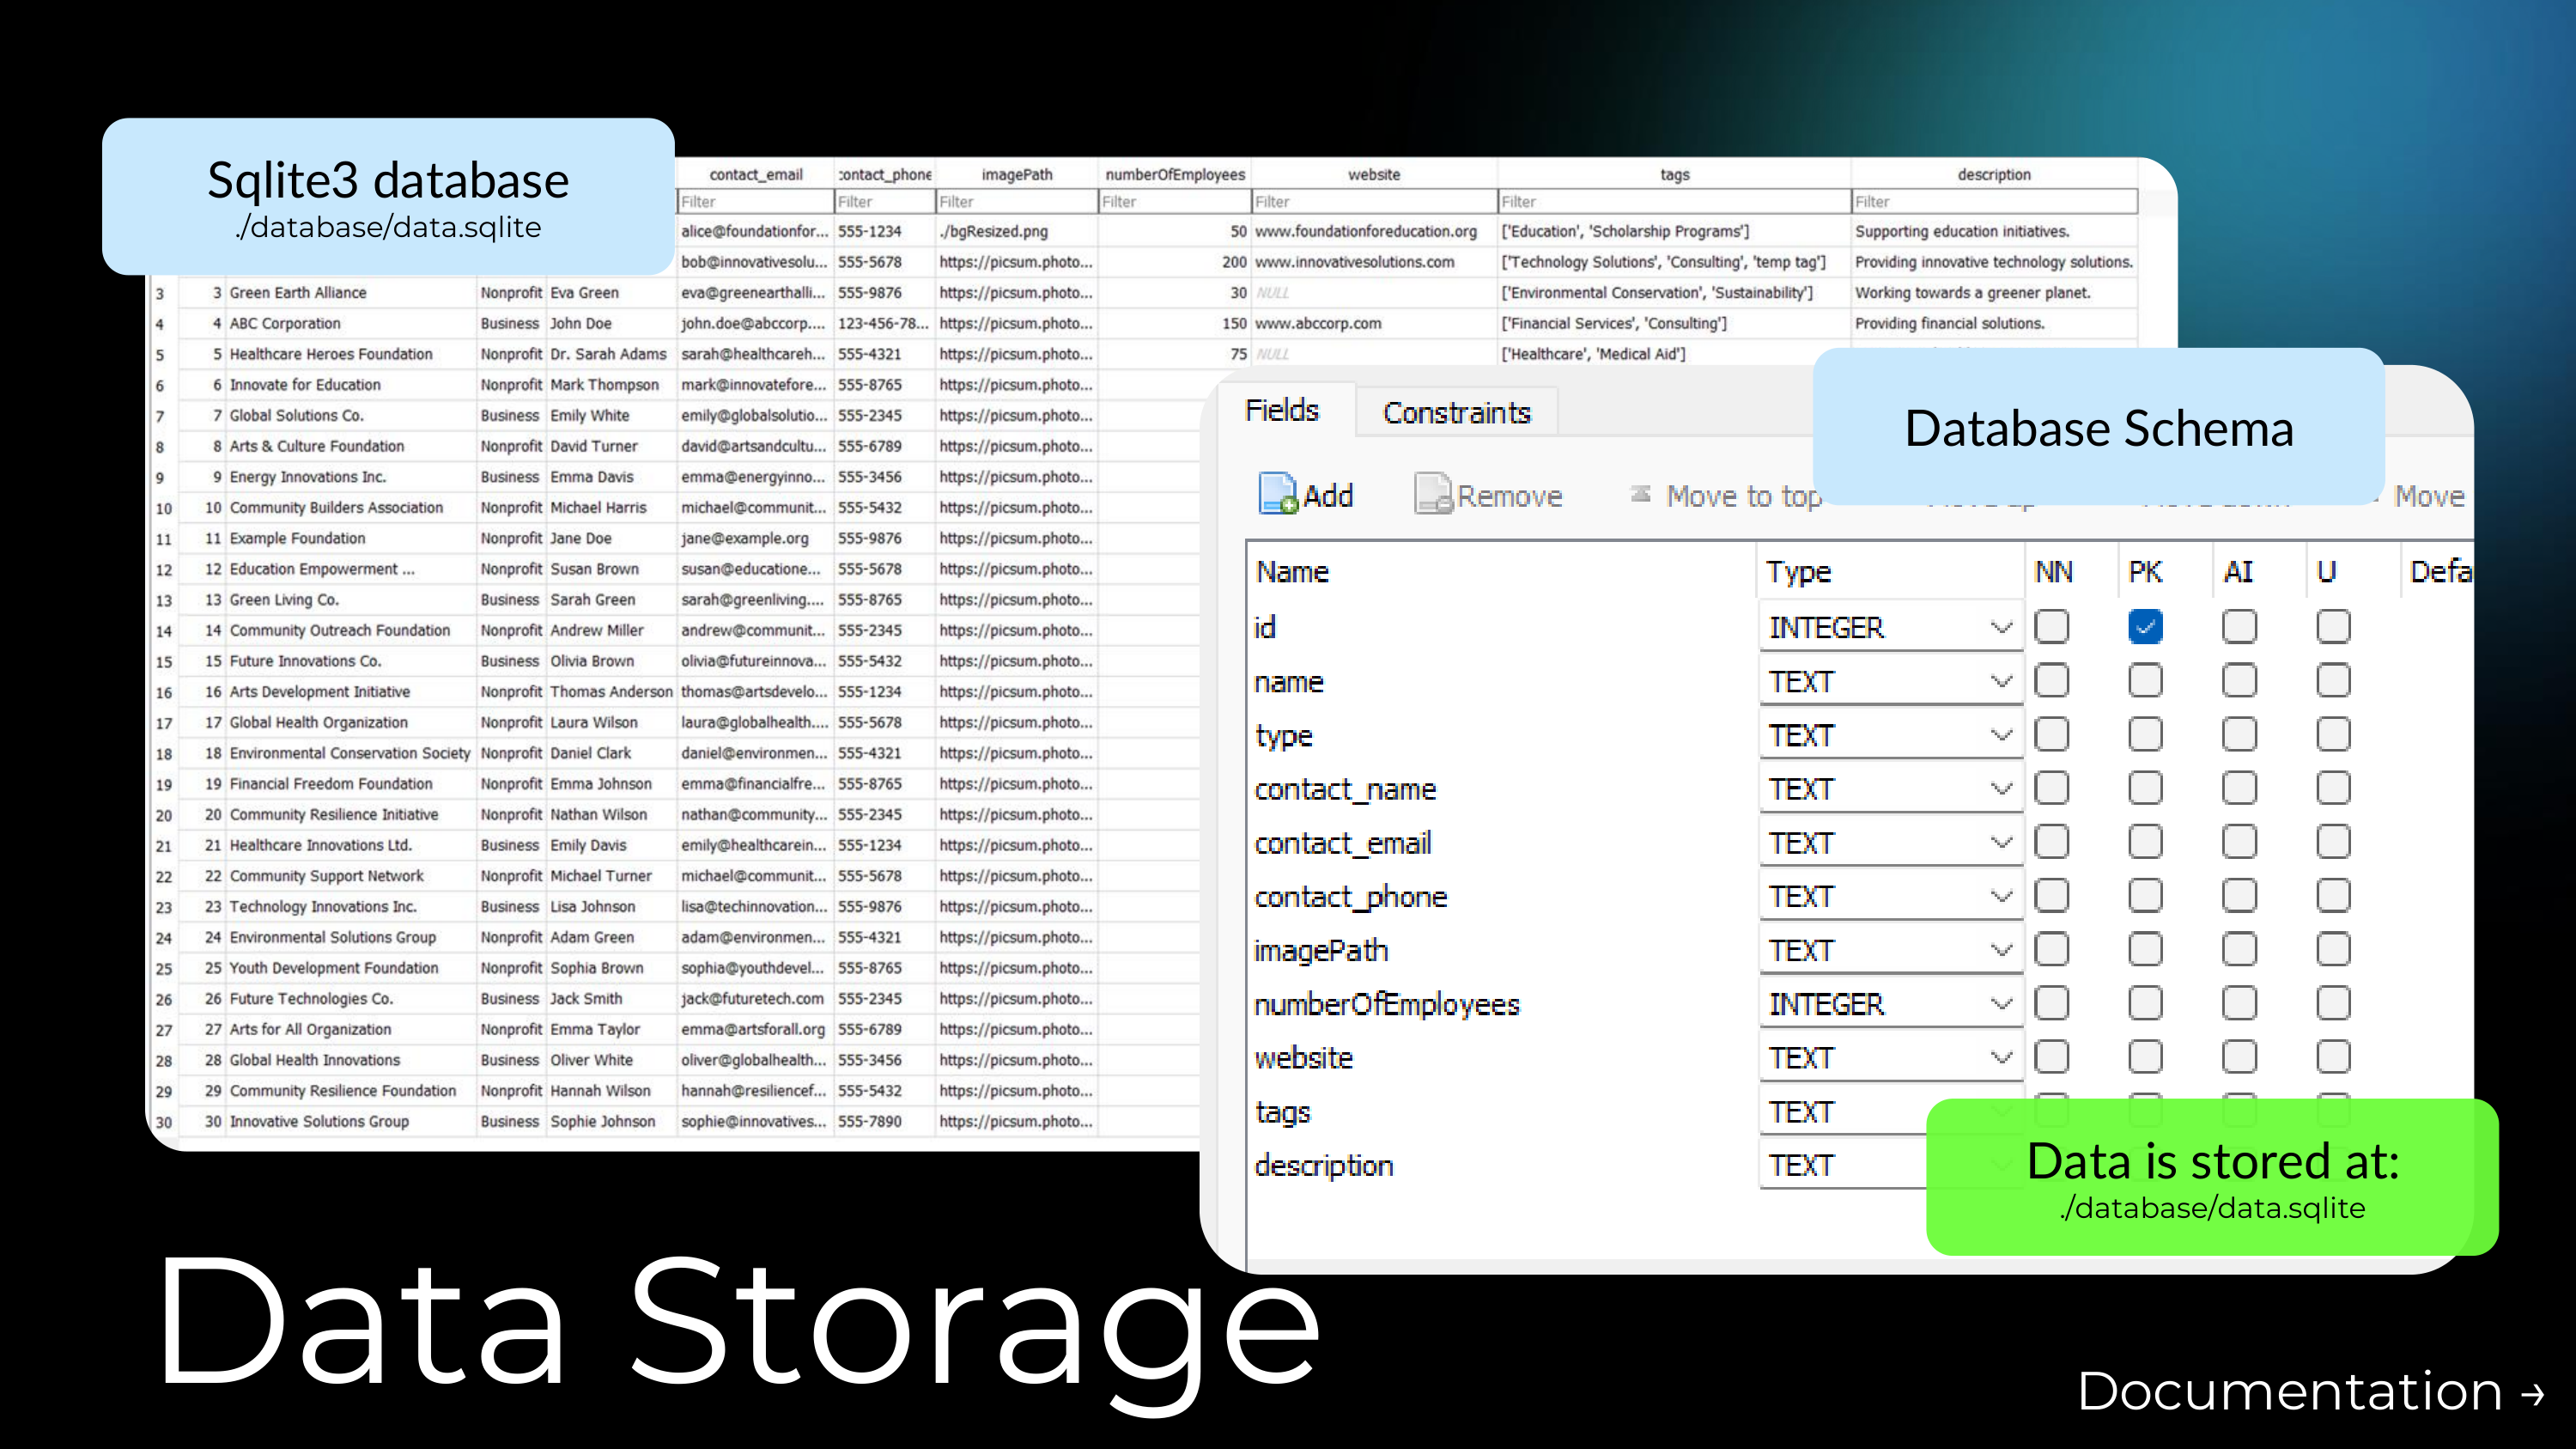 Sqlite3 database
./database/data.sqlite
contact_email contact_phone imagePath numberOfEmployees website tags description
Filter Filter Filter Filter Filter Filter Filter
alice@foundationfor... 555-1234 ./bgResized.png 50 www.foundationforeducation.org ['Education', 'Scholarship Programs'] Supporting education initiatives.
bob@innovativesolu... 555-5678 https://picsum.photo... 200 www.innovativesolutions.com ['Technology Solutions', 'Consulting', 'temp tag'] Providing innovative technology solutions.
3 3 Green Earth Alliance Nonprofit Eva Green eva@greenearthalli... 555-9876 https://picsum.photo... 30 NULL ['Environmental Conservation', 'Sustainability'] Working towards a greener planet.
4 4 ABC Corporation Business John Doe john.doe@abccorp.... 123-456-78... https://picsum.photo... 150 www.abccorp.com ['Financial Services', 'Consulting'] Providing financial solutions.
5 5 Healthcare Heroes Foundation Nonprofit Dr. Sarah Adams sarah@healthcareh... 555-4321 https://picsum.photo... 75 NULL ['Healthcare', 'Medical Aid']
6 6 Innovate for Education Nonprofit Mark Thompson mark@innovatefore... 555-8765 https://picsum.photo...
7 7 Global Solutions Co. Business Emily White emily@globalsolutio... 555-2345 https://picsum.photo...
8 8 Arts & Culture Foundation Nonprofit David Turner david@artsandcultu... 555-6789 https://picsum.photo...
9 9 Energy Innovations Inc. Business Emma Davis emma@energyinno... 555-3456 https://picsum.photo...
10 10 Community Builders Association Nonprofit Michael Harris michael@communit... 555-5432 https://picsum.photo...
11 11 Example Foundation Nonprofit Jane Doe jane@example.org 555-9876 https://picsum.photo...
12 12 Education Empowerment ... Nonprofit Susan Brown susan@educatione... 555-5678 https://picsum.photo...
13 13 Green Living Co. Business Sarah Green sarah@greenliving.... 555-8765 https://picsum.photo...
14 14 Community Outreach Foundation Nonprofit Andrew Miller andrew@communit... 555-2345 https://picsum.photo...
15 15 Future Innovations Co. Business Olivia Brown olivia@futureinnova... 555-5432 https://picsum.photo...
16 16 Arts Development Initiative Nonprofit Thomas Anderson thomas@artsdevelo... 555-1234 https://picsum.photo...
17 17 Global Health Organization Nonprofit Laura Wilson laura@globalhealth.... 555-5678 https://picsum.photo...
18 18 Environmental Conservation Society Nonprofit Daniel Clark daniel@environmen... 555-4321 https://picsum.photo...
19 19 Financial Freedom Foundation Nonprofit Emma Johnson emma@financialfre... 555-8765 https://picsum.photo...
20 20 Community Resilience Initiative Nonprofit Nathan Wilson nathan@community... 555-2345 https://picsum.photo...
21 21 Healthcare Innovations Ltd. Business Emily Davis emily@healthcarein... 555-1234 https://picsum.photo...
22 22 Community Support Network Nonprofit Michael Turner michael@communit... 555-5678 https://picsum.photo...
23 23 Technology Innovations Inc. Business Lisa Johnson lisa@techinnovation... 555-9876 https://picsum.photo...
24 24 Environmental Solutions Group Nonprofit Adam Green adam@environmen... 555-4321 https://picsum.photo...
25 25 Youth Development Foundation Nonprofit Sophia Brown sophia@youthdevel... 555-8765 https://picsum.photo...
26 26 Future Technologies Co. Business Jack Smith jack@futuretech.com 555-2345 https://picsum.photo...
27 27 Arts for All Organization Nonprofit Emma Taylor emma@artsforall.org 555-6789 https://picsum.photo...
28 28 Global Health Innovations Business Oliver White oliver@globalhealth... 555-3456 https://picsum.photo...
29 29 Community Resilience Foundation Nonprofit Hannah Wilson hannah@resiliencef... 555-5432 https://picsum.photo...
30 30 Innovative Solutions Group Business Sophie Johnson sophie@innovatives... 555-7890 https://picsum.photo...
Database Schema
Fields Constraints
Add Remove Move to top Move
Name Type NN PK AI U Defa
id INTEGER
name TEXT
type TEXT
contact_name TEXT
contact_email TEXT
contact_phone TEXT
imagePath TEXT
numberOfEmployees INTEGER
website TEXT
tags TEXT
description TEXT
Data is stored at:
./database/data.sqlite
Data Storage
Documentation →